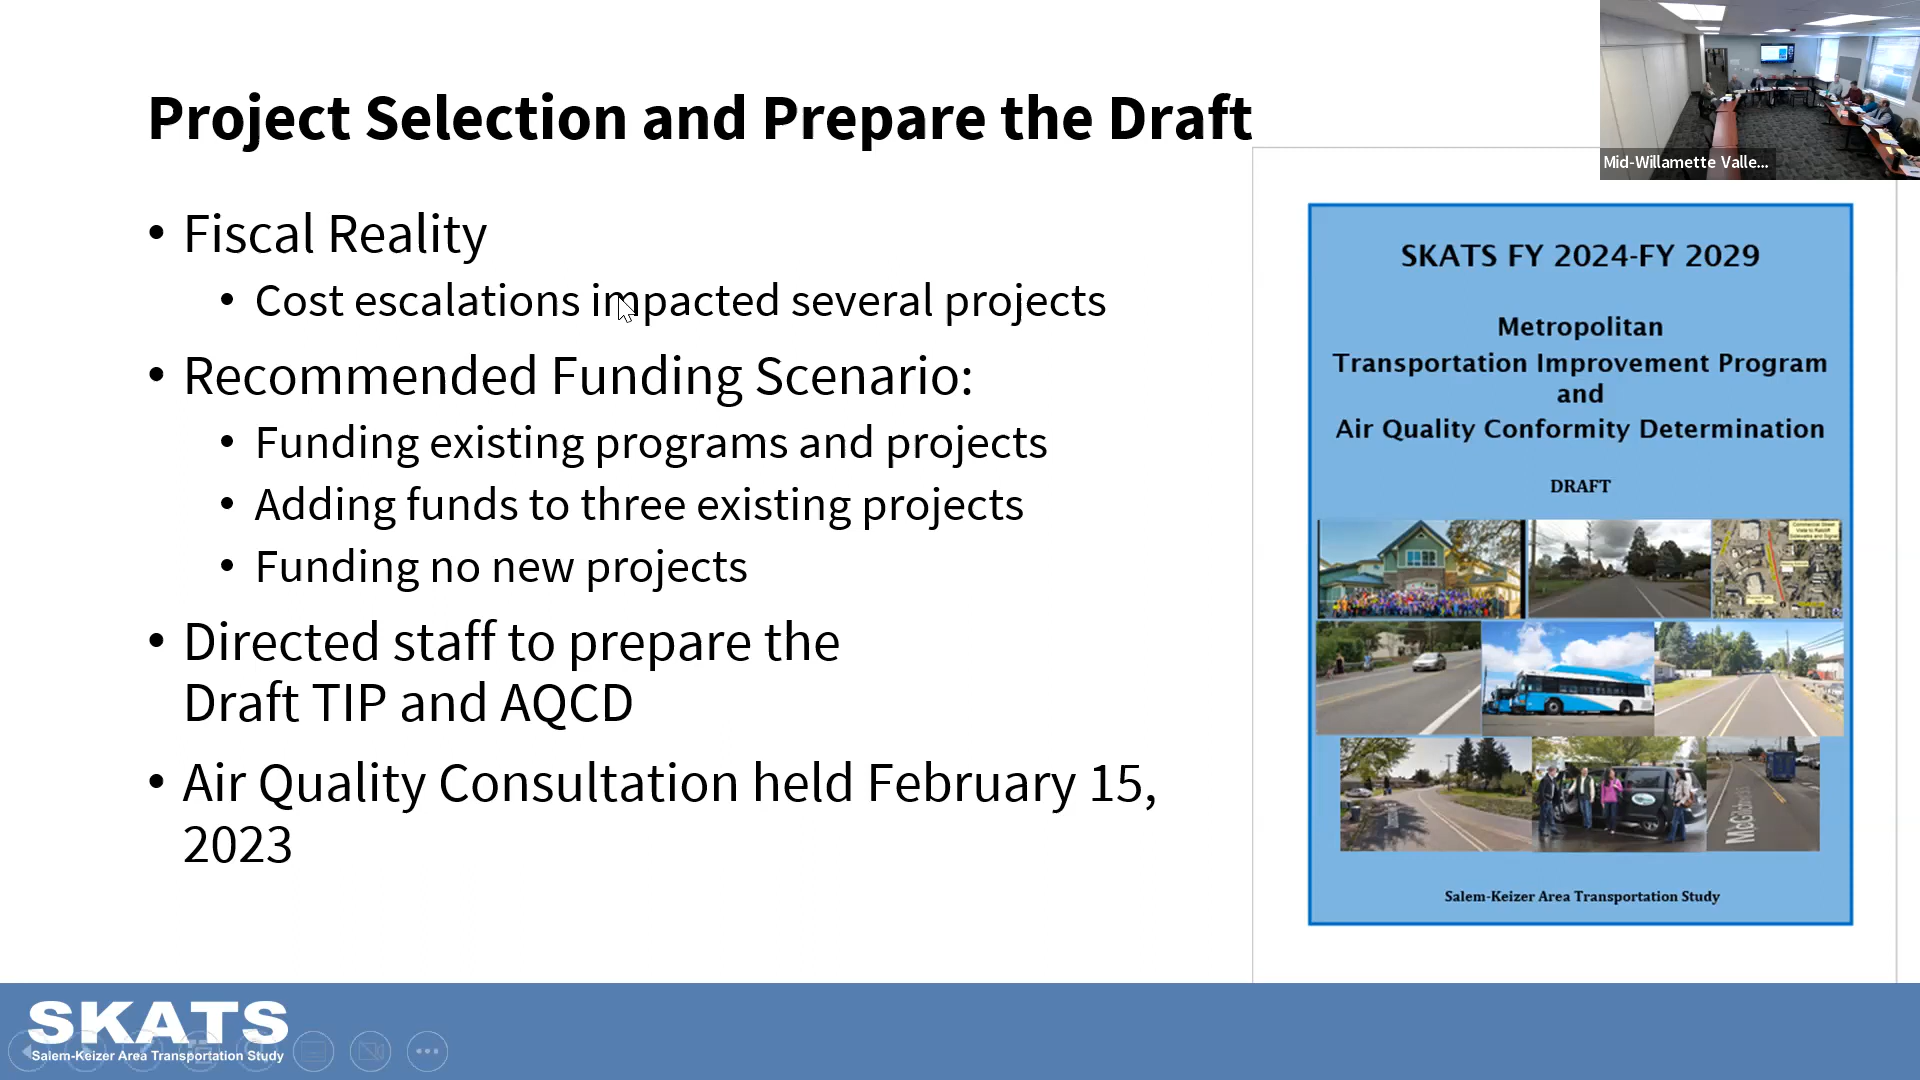 Project Selection and Prepare the Draft
Mid-Willamette Valle...
• Fiscal Reality
• Cost escalations impacted several projects
• Recommended Funding Scenario:
• Funding existing programs and projects
• Adding funds to three existing projects
• Funding no new projects
• Directed staff to prepare the
Draft TIP and AQCD
• Air Quality Consultation held February 15,
2023
SKATS FY 2024-FY 2029
Metropolitan
Transportation Improvement Program
and
Air Quality Conformity Determination
DRAFT
Salem-Keizer Area Transportation Study
SKATS
Salem-Keizer Area Transportation Study